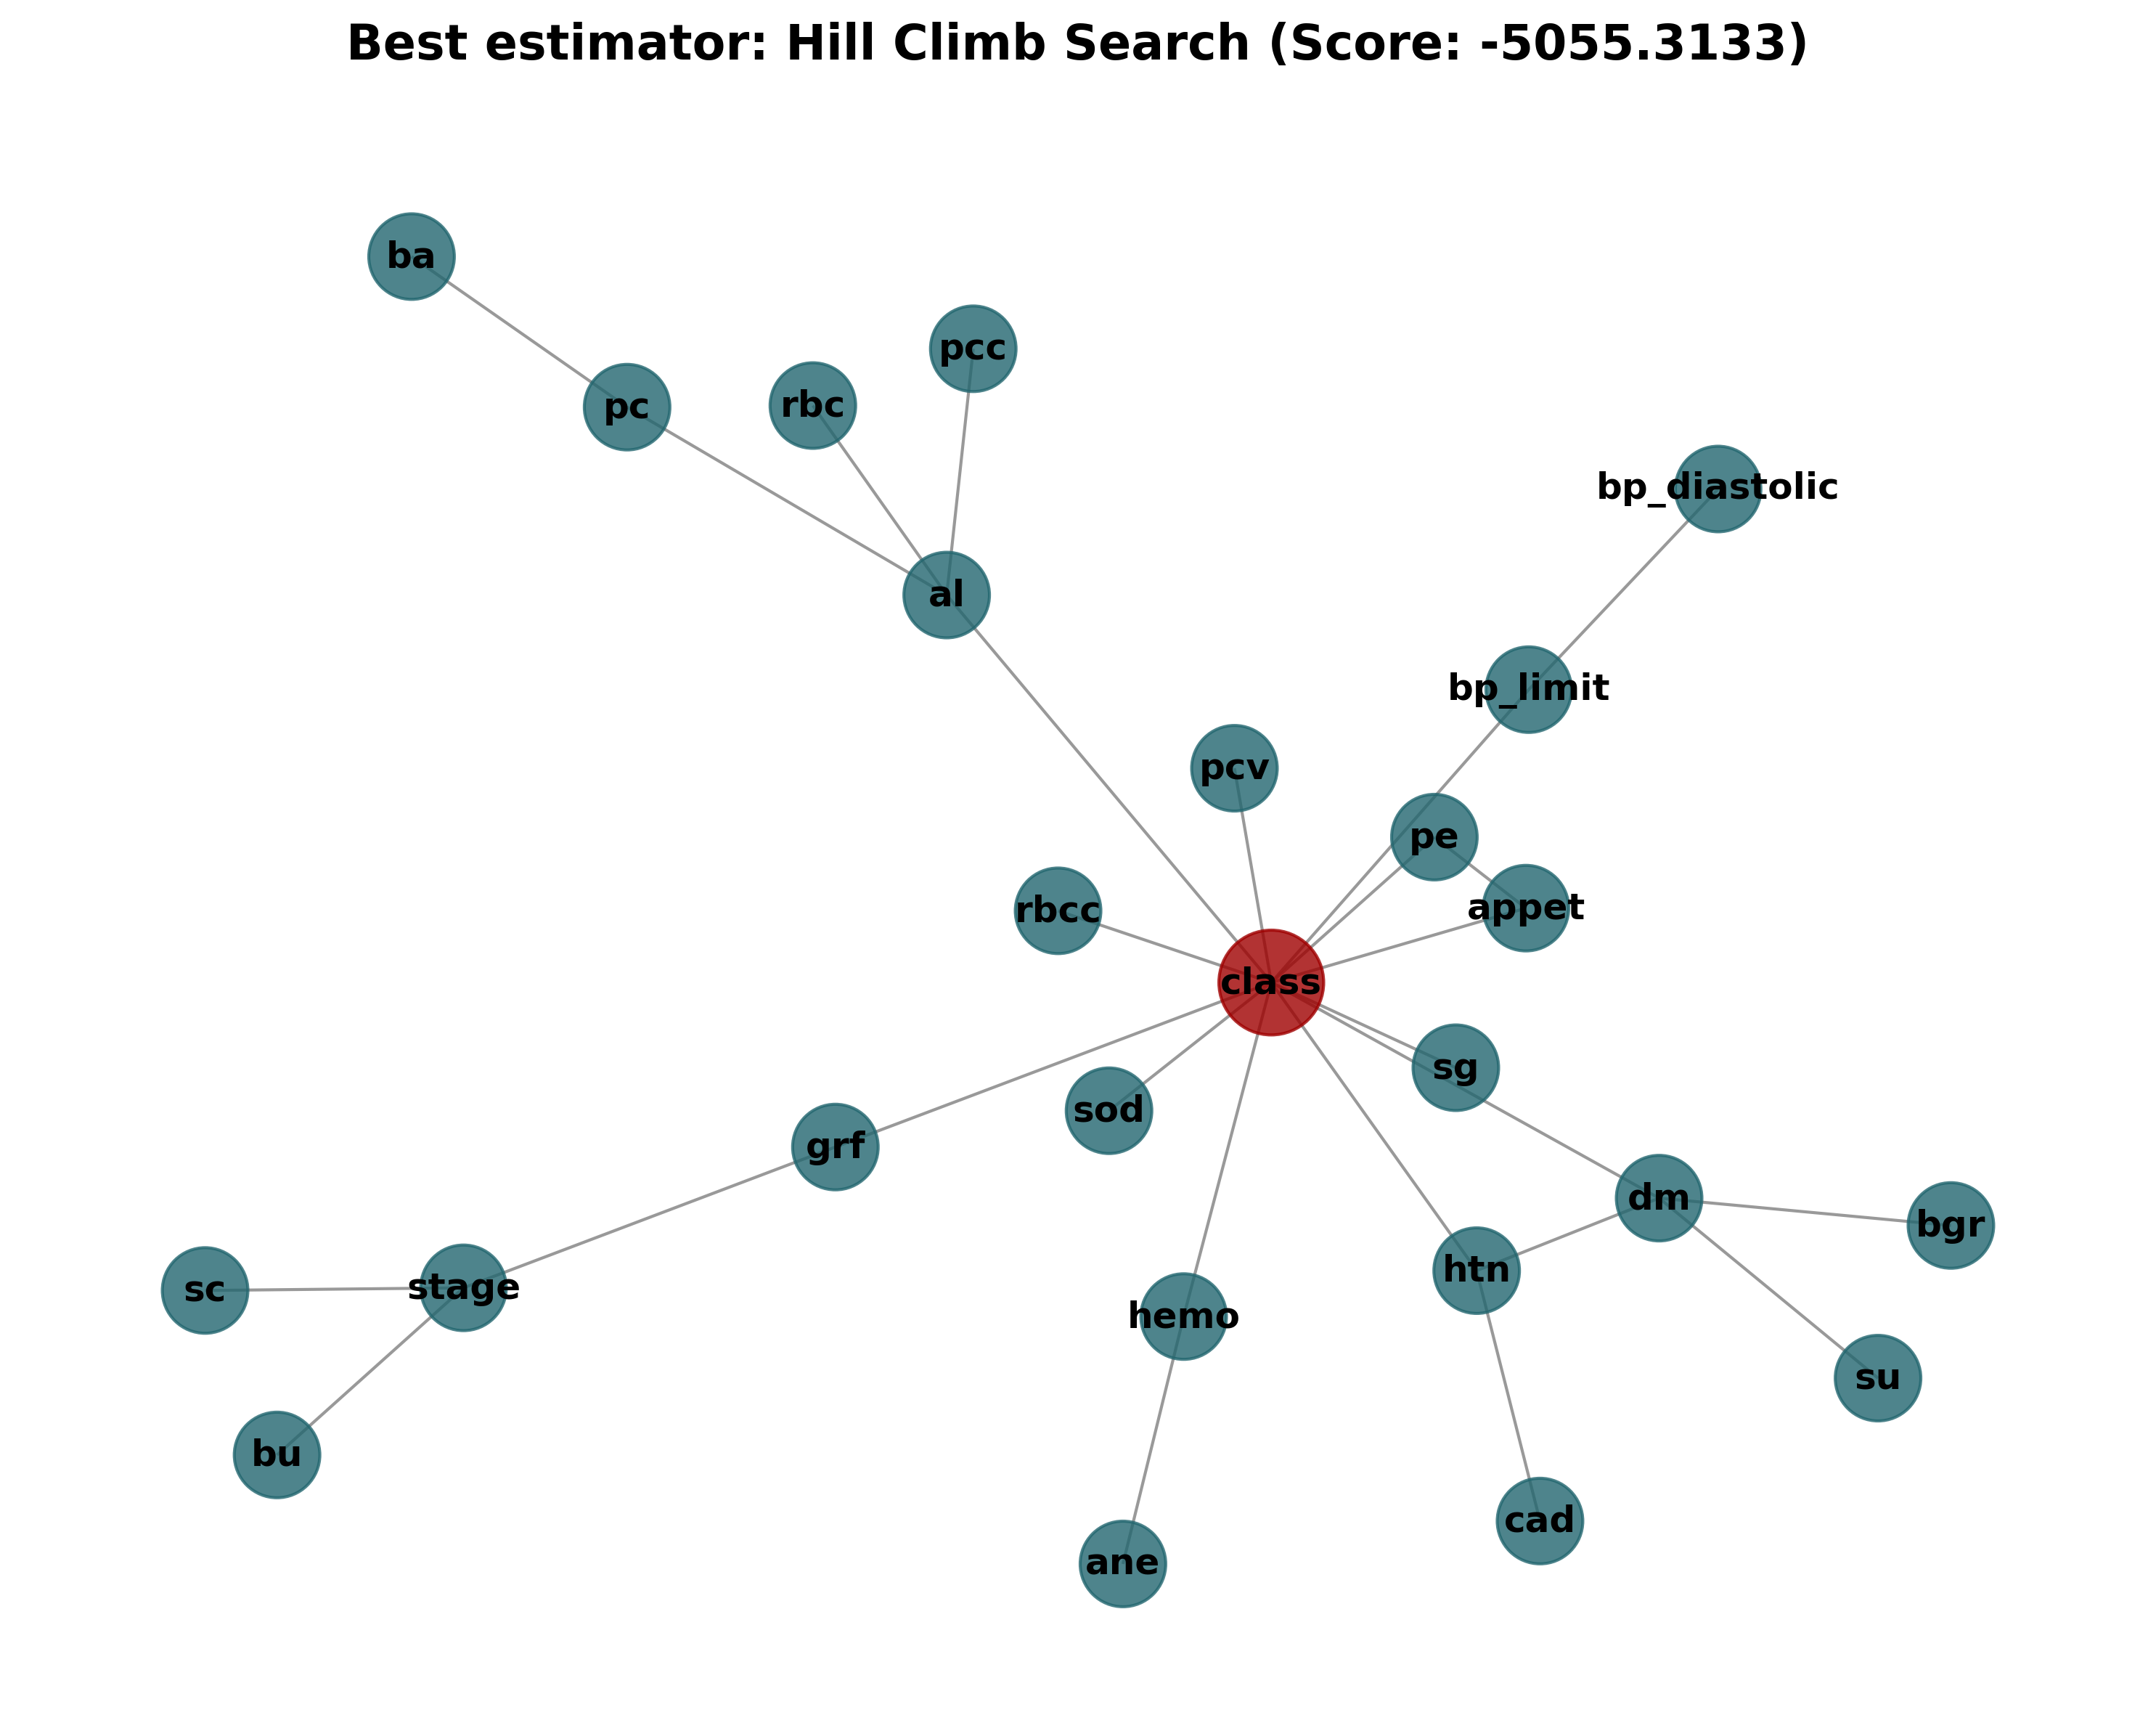 Best estimator: Hill Climb Search (Score: -5055.3133)
ba
pcc
rbc
pc
bp_diastolic
al
bp_limit
pcv
pe
appet
rbcc
class
sg
sod
grf
dm
bgr
htn
stage
sc
hemo
su
bu
cad
ane